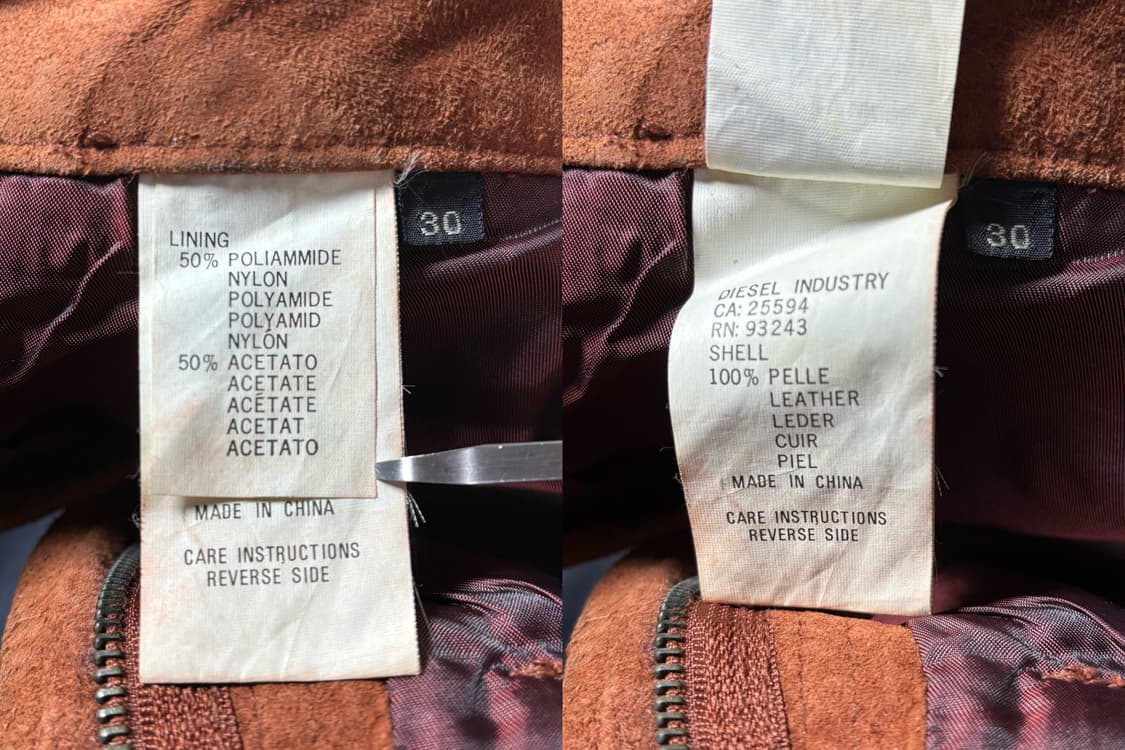 LINING
50% POLIAMMIDE
NYLON
POLYAMIDE
POLYAMID
NYLÓN
50% ACETATO
ACETATE
ACÉTATE
ACETAT
ACETATO
MADE IN CHINA
CARE INSTRUCTIONS
REVERSE SIDE
30
DIESEL INDUSTRY
CA: 25594
RN: 93243
SHELL
100% PELLE
LEATHER
LEDER
CUIR
PIEL
MADE IN CHINA
CARE INSTRUCTIONS
REVERSE SIDE
30